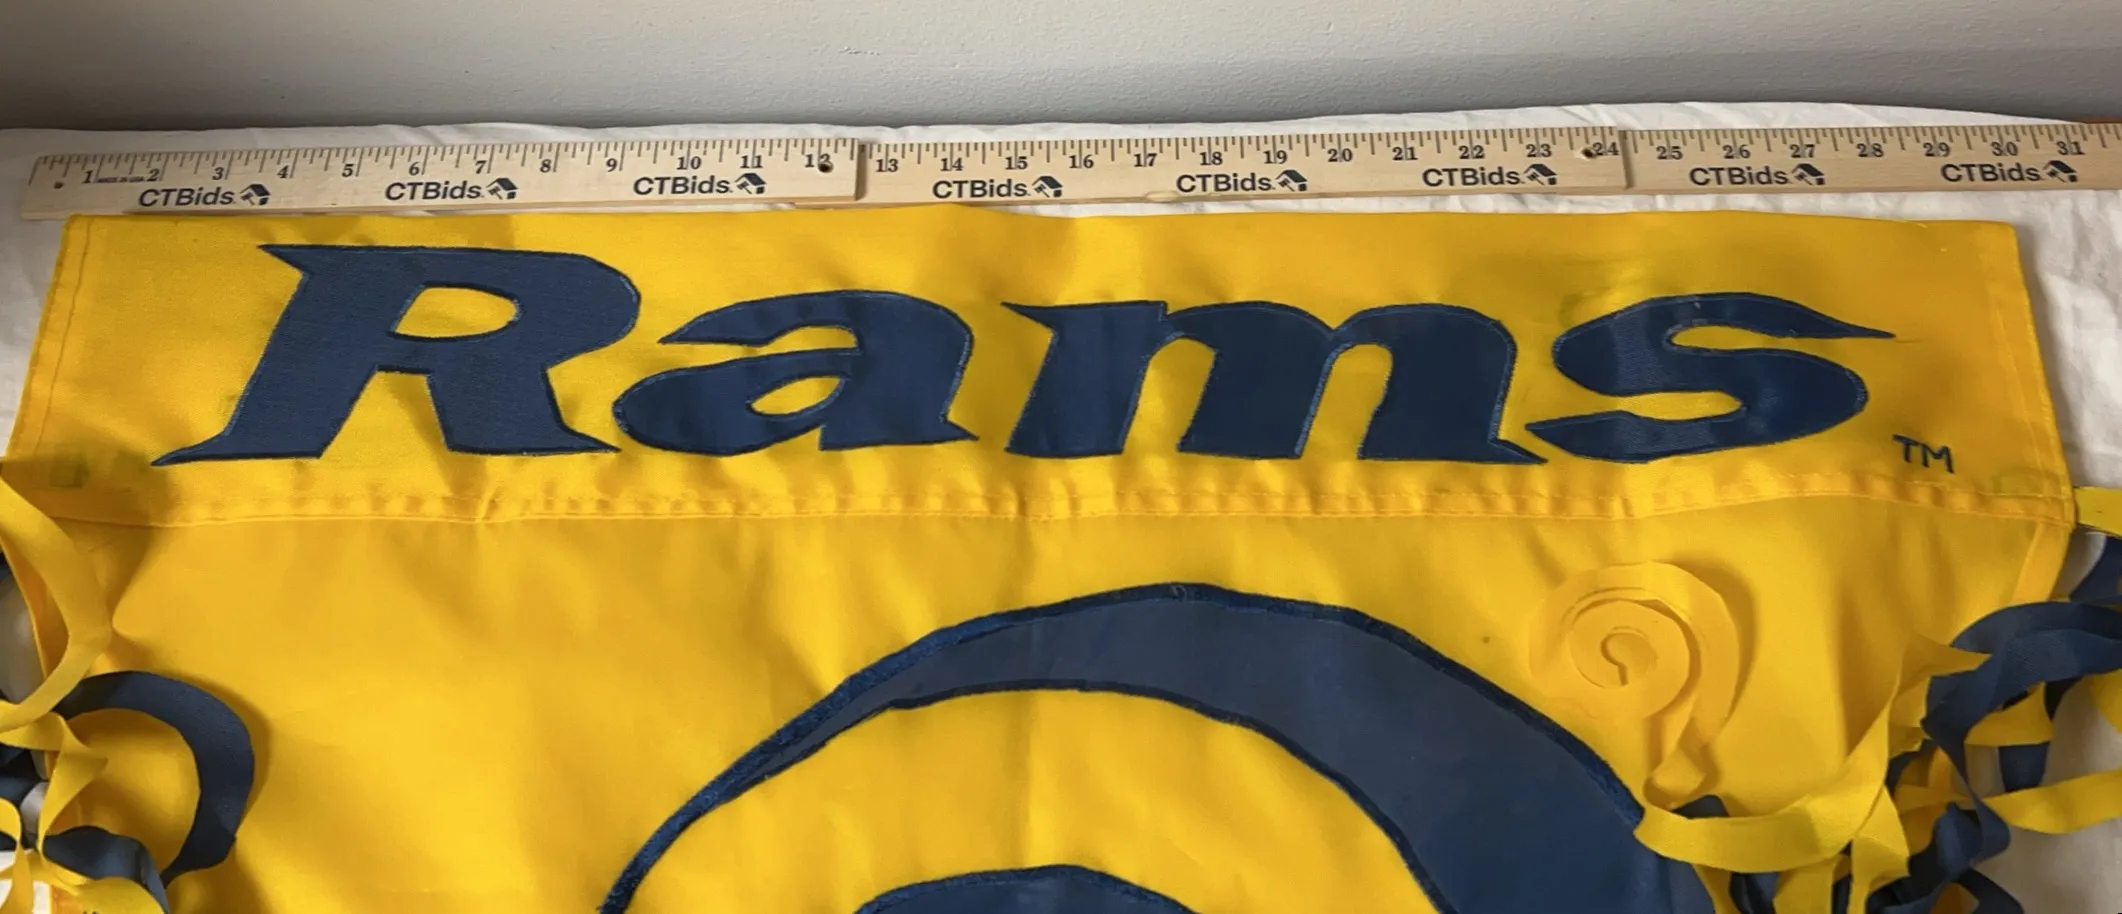 1 2 3 4 5 6 7 8 9 10 11 12 13 14 15 16 17 18 19 20 21 22 23 24 25 26 27 28 29 30 31
CTBids CTBids CTBids CTBids CTBids CTBids CTBids CTBids
Rams TM